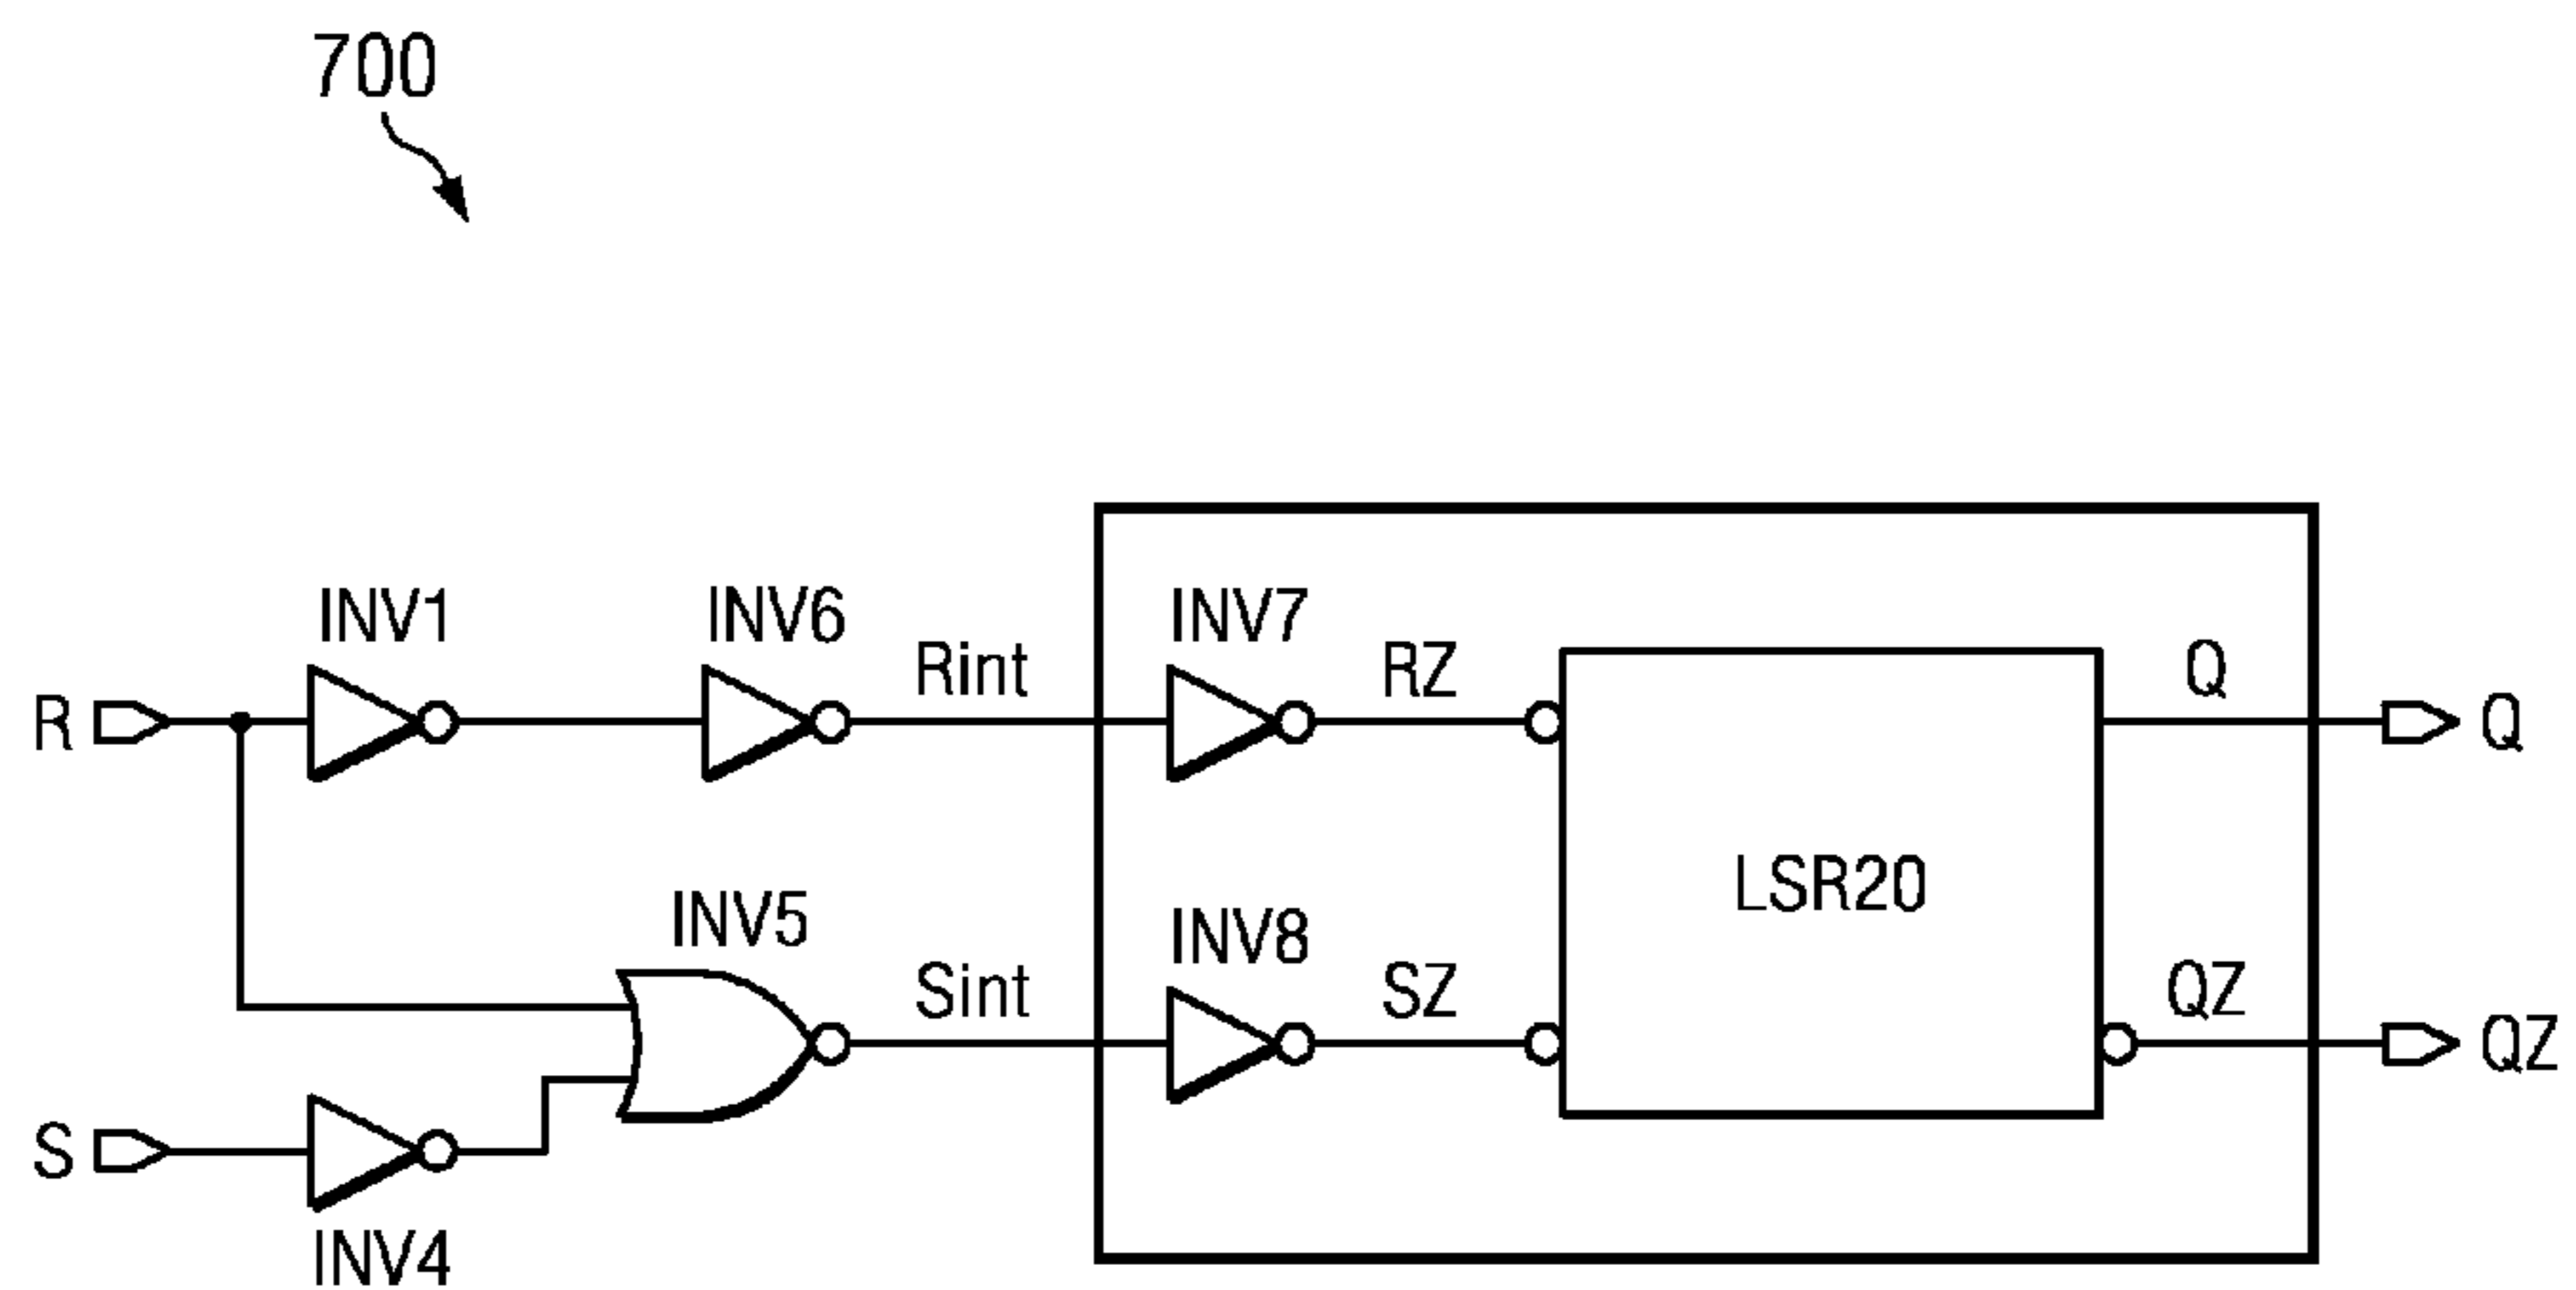 700
INV1
INV6
Rint
INV7
RZ
Q
R
Q
LSR20
INV5
Sint
INV8
SZ
QZ
QZ
S
INV4